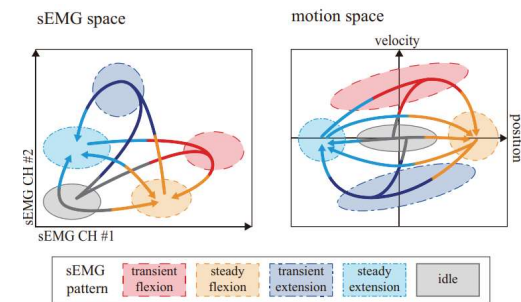 sEMG space
motion space
velocity
position
sEMG CH #2
sEMG CH #1
sEMG
pattern
transient
flexion
steady
flexion
transient
extension
steady
extension
idle